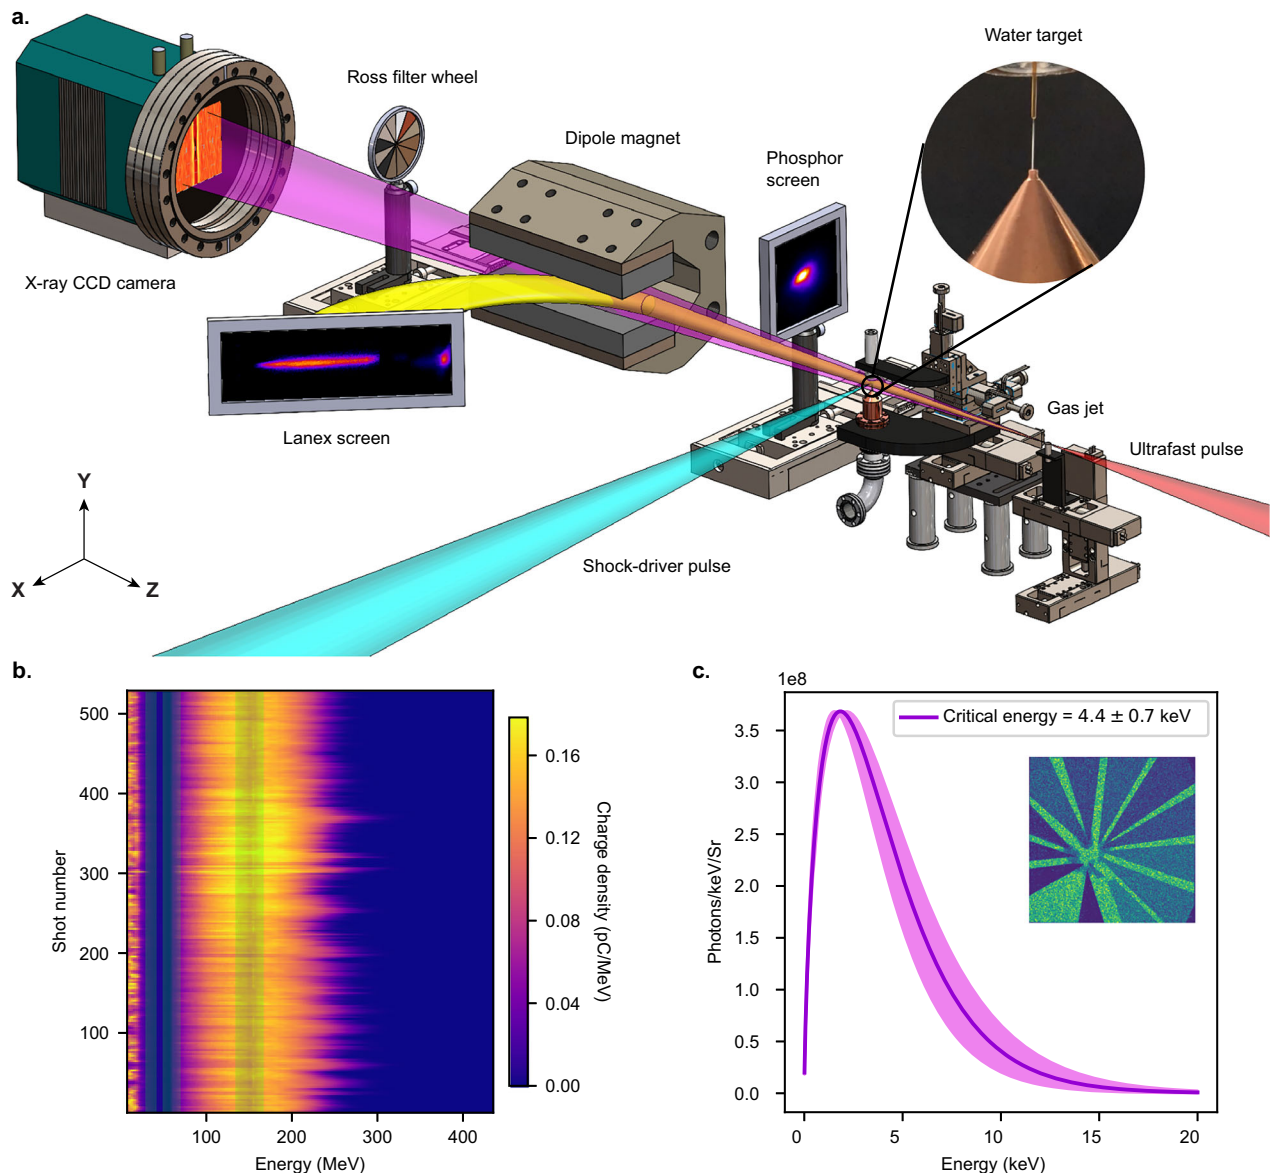 a.
Water target
Ross filter wheel
Dipole magnet
Phosphor
screen
X-ray CCD camera
Lanex screen
Gas jet
Ultrafast pulse
Shock-driver pulse
Y
X
Z
b.
500
400
300
200
100
Shot number
100
200
300
400
Energy (MeV)
0.16
0.12
0.08
0.04
0.00
Charge density (pC/MeV)
c.
1e8
Critical energy = 4.4 ± 0.7 keV
3.5
3.0
2.5
2.0
1.5
1.0
0.5
0.0
Photons/keV/Sr
0
5
10
15
20
Energy (keV)